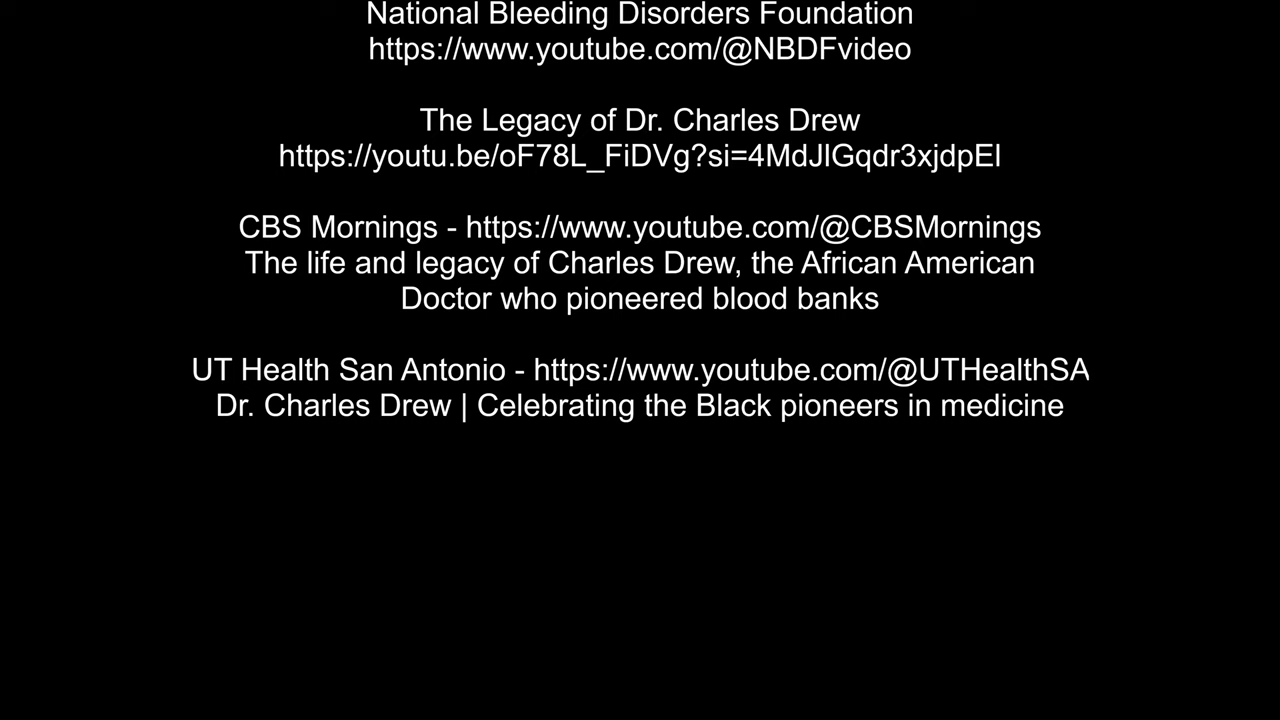 National Bleeding Disorders Foundation
https://www.youtube.com/@NBDFvideo
The Legacy of Dr. Charles Drew
https://youtu.be/oF78L_FiDVg?si=4MdJlGqdr3xjdpEl
CBS Mornings - https://www.youtube.com/@CBSMornings
The life and legacy of Charles Drew, the African American
Doctor who pioneered blood banks
UT Health San Antonio - https://www.youtube.com/@UTHealthSA
Dr. Charles Drew | Celebrating the Black pioneers in medicine